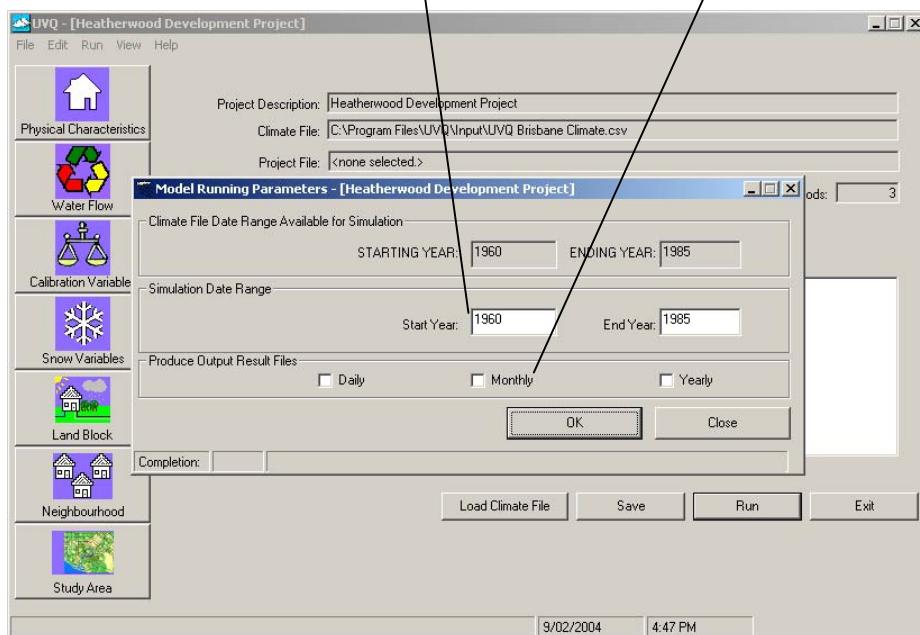 UVQ - [Heatherwood Development Project]
File Edit Run View Help
Physical Characteristics
Project Description: Heatherwood Development Project
Climate File: C:\Program Files\UVQ\Input\UVQ Brisbane Climate.csv
Project File: <none selected.>
ods: 3
Water Flow
Calibration Variable
Snow Variables
Land Block
Neighbourhood
Study Area
Model Running Parameters - [Heatherwood Development Project]
Climate File Date Range Available for Simulation
STARTING YEAR: 1960 ENDING YEAR: 1985
Simulation Date Range
Start Year: 1960 End Year: 1985
Produce Output Result Files
Daily Monthly Yearly
OK Close
Completion:
Load Climate File Save Run Exit
9/02/2004 4:47 PM